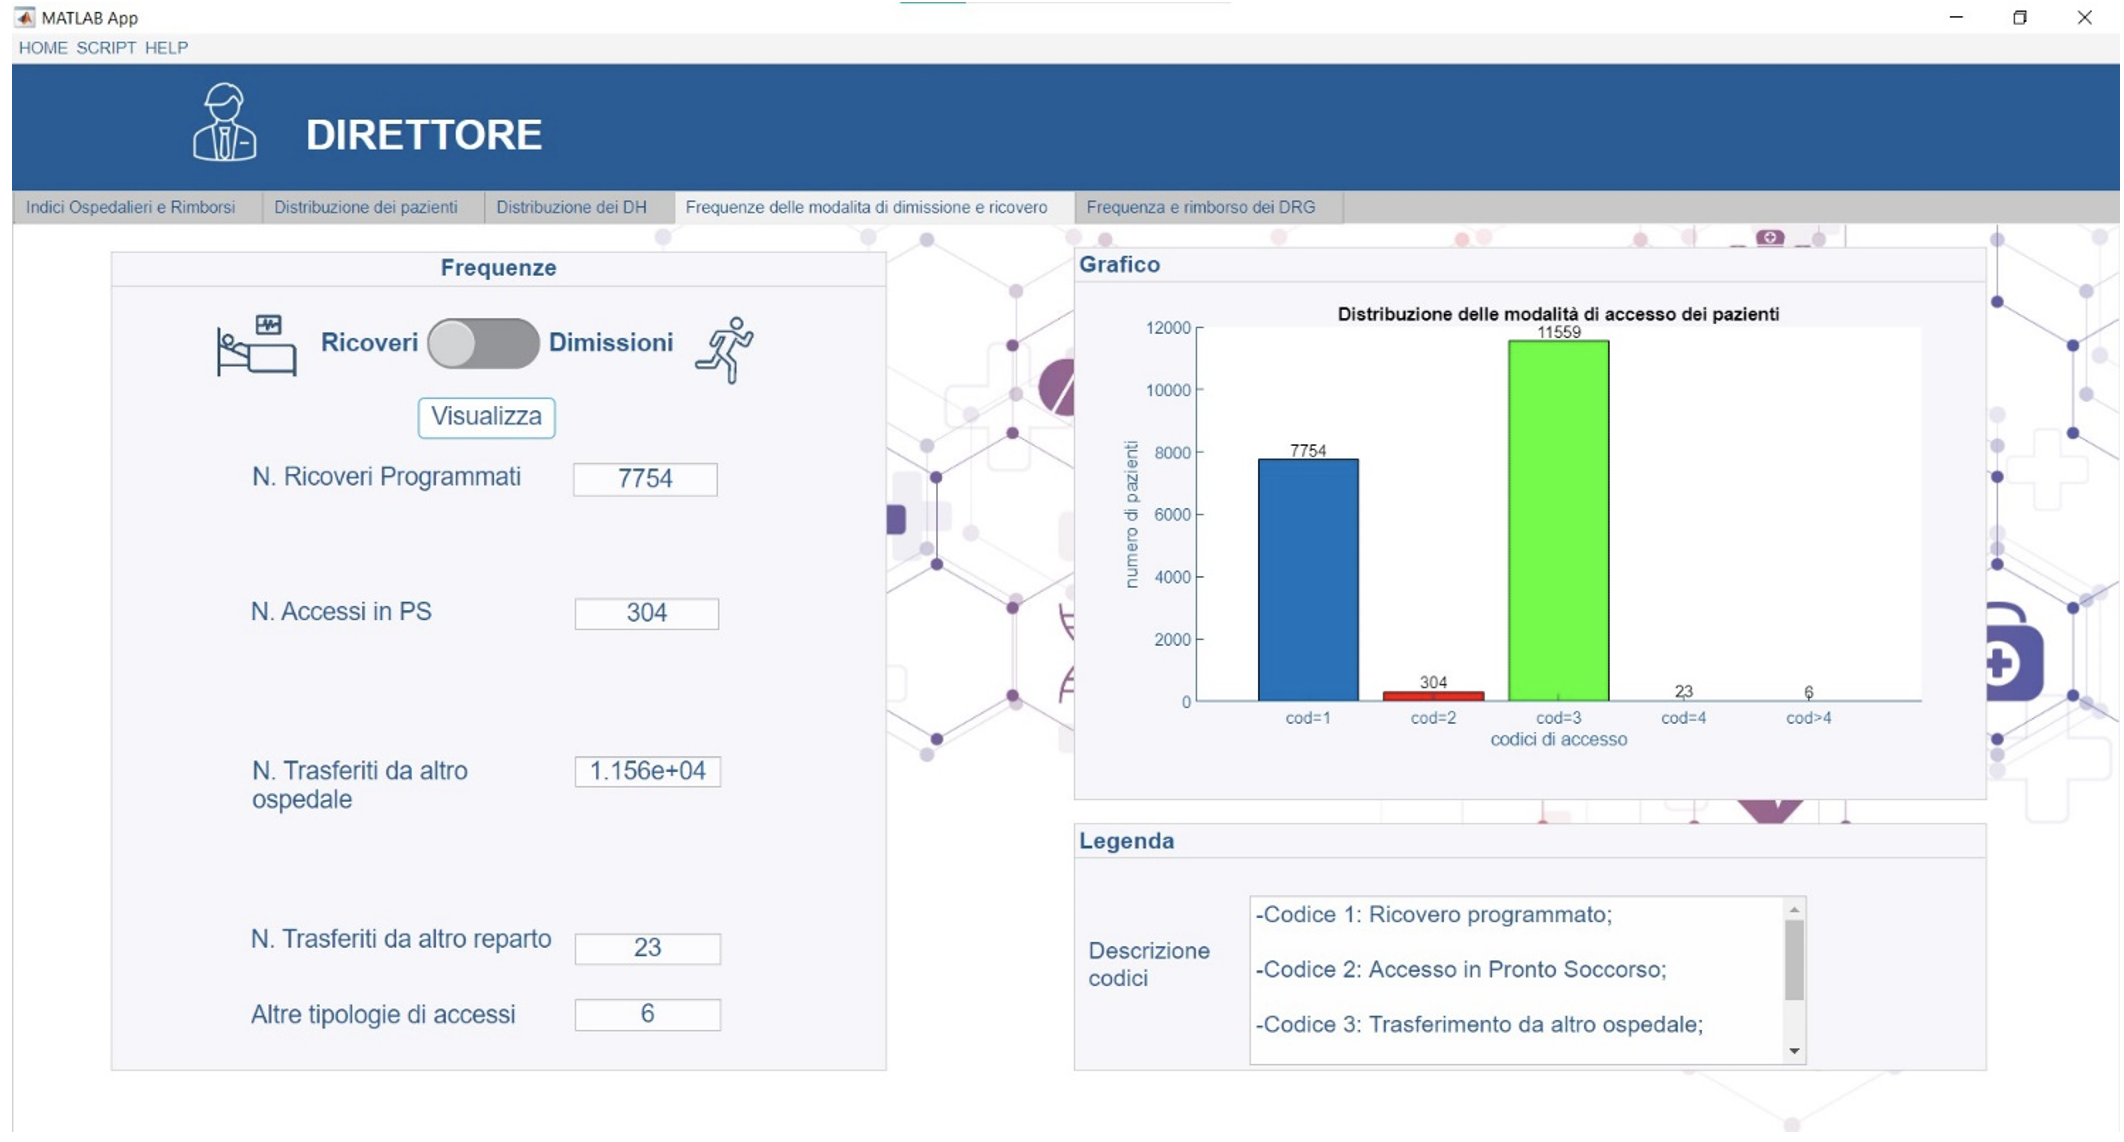 MATLAB App
HOME SCRIPT HELP
DIRETTORE
Indici Ospedalieri e Rimborsi
Distribuzione dei pazienti
Distribuzione dei DH
Frequenze delle modalita di dimissione e ricovero
Frequenza e rimborso dei DRG
Frequenze
Ricoveri
Dimissioni
Visualizza
N. Ricoveri Programmati
7754
N. Accessi in PS
304
N. Trasferiti da altro
ospedale
1.156e+04
N. Trasferiti da altro reparto
23
Altre tipologie di accessi
6
Grafico
Distribuzione delle modalità di accesso dei pazienti
numero di pazienti
12000
10000
8000
6000
4000
2000
0
7754
304
11559
23
6
cod=1
cod=2
cod=3
cod=4
cod>4
codici di accesso
Legenda
Descrizione
codici
-Codice 1: Ricovero programmato;
-Codice 2: Accesso in Pronto Soccorso;
-Codice 3: Trasferimento da altro ospedale;